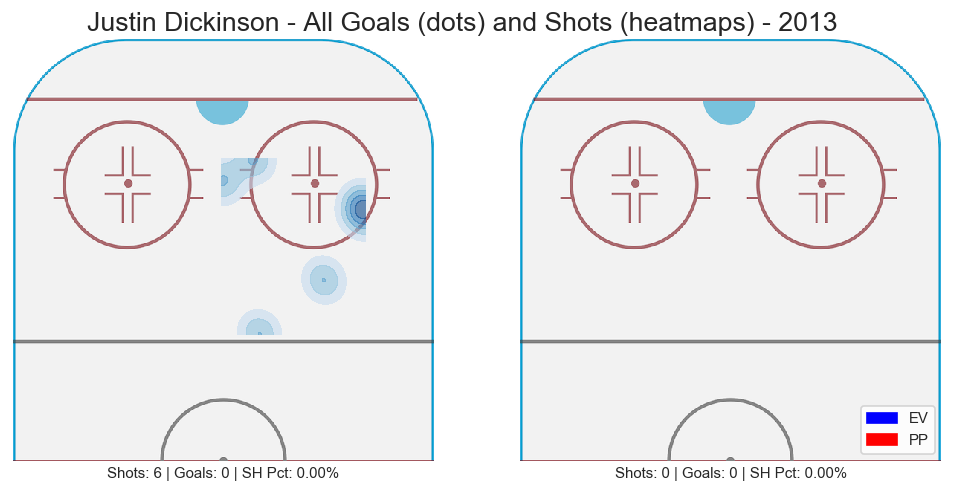 Justin Dickinson - All Goals (dots) and Shots (heatmaps) - 2013
EV
PP
Shots: 6 | Goals: 0 | SH Pct: 0.00%
Shots: 0 | Goals: 0 | SH Pct: 0.00%